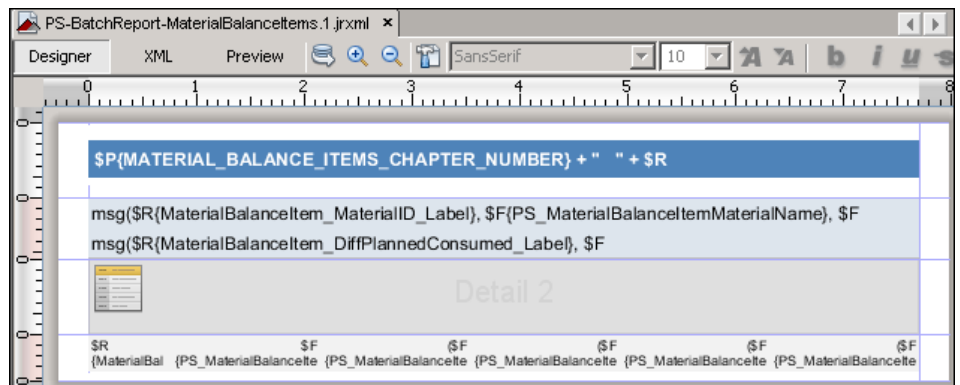 PS-BatchReport-MaterialBalanceItems.1.jrxml ×
Designer XML Preview SansSerif 10 A A b i u S
0 1 2 3 4 5 6 7 8
$P{MATERIAL_BALANCE_ITEMS_CHAPTER_NUMBER} + "   " + $R
msg($R{MaterialBalanceItem_MaterialID_Label}, $F{PS_MaterialBalanceItemMaterialName}, $F
msg($R{MaterialBalanceItem_DiffPlannedConsumed_Label}, $F
Detail 2
$R $F ($F ($F ($F ($F
{MaterialBal {PS_MaterialBalanceIte {PS_MaterialBalanceIte {PS_MaterialBalanceIte {PS_MaterialBalanceIte {PS_MaterialBalanceIte